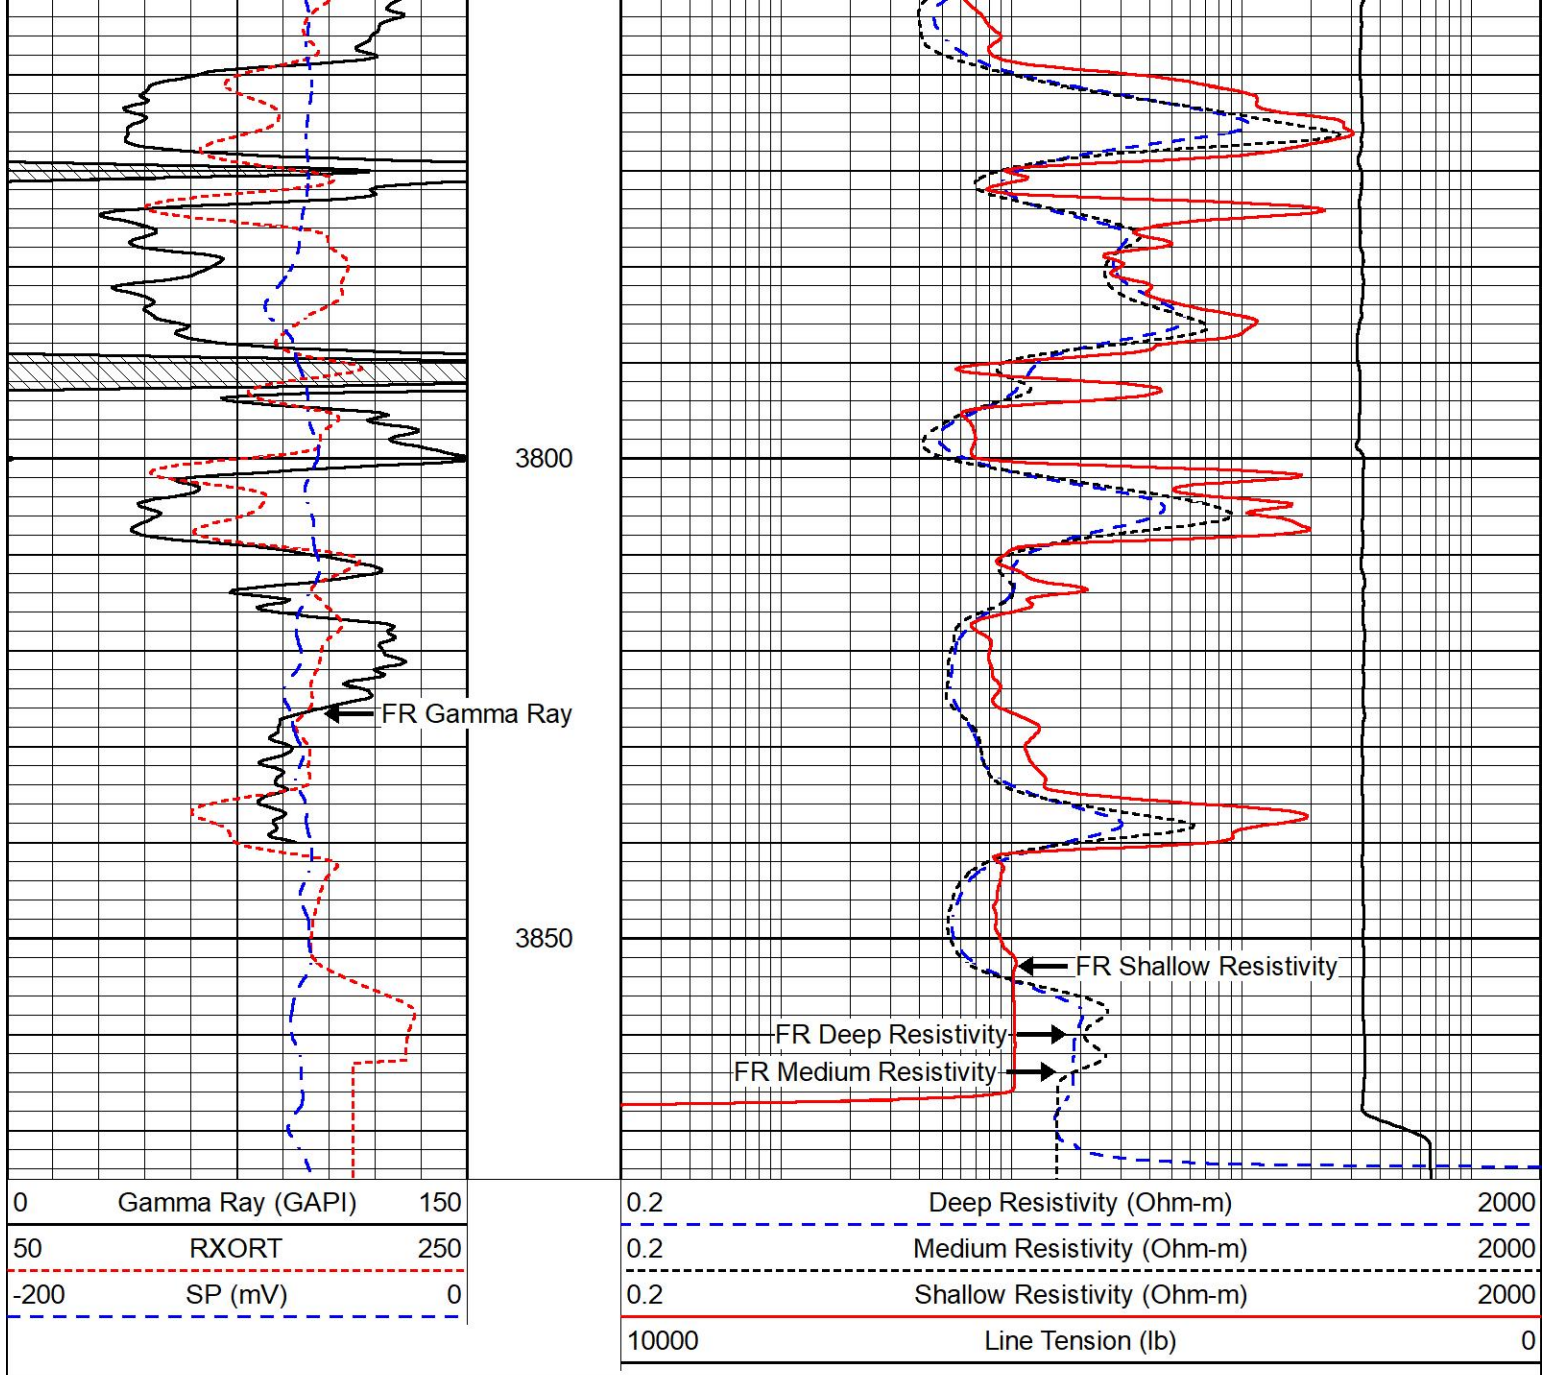 3800
FR Gamma Ray
3850
FR Shallow Resistivity
FR Deep Resistivity
FR Medium Resistivity
0 Gamma Ray (GAPI) 150
50 RXORT 250
-200 SP (mV) 0
0.2 Deep Resistivity (Ohm-m) 2000
0.2 Medium Resistivity (Ohm-m) 2000
0.2 Shallow Resistivity (Ohm-m) 2000
10000 Line Tension (lb) 0